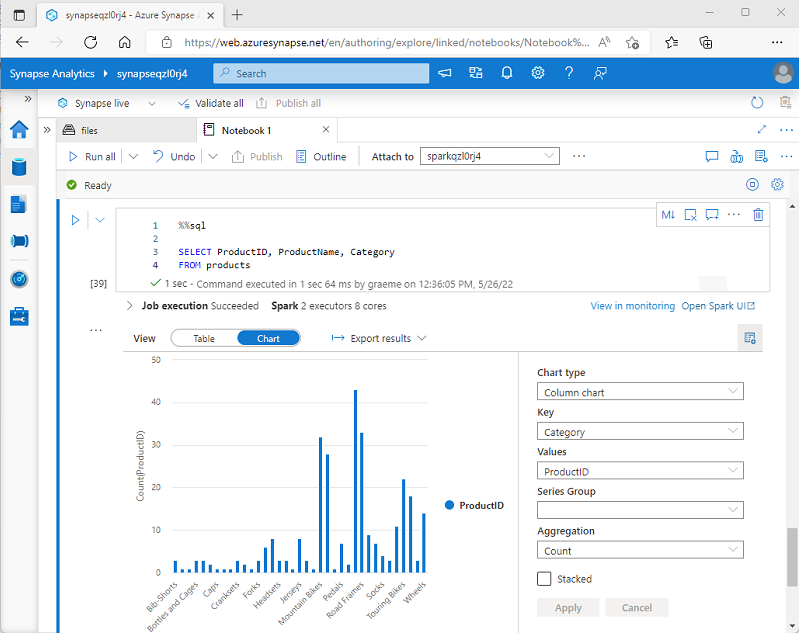 synapseqzl0rj4 - Azure Synapse A
https://web.azuresynapse.net/en/authoring/explore/linked/notebooks/Notebook%...
Synapse Analytics synapseqzl0rj4 Search
Synapse live Validate all Publish all
files Notebook 1
Run all Undo Publish Outline Attach to sparkqzl0rj4
Ready
1 %%sql
2
3 SELECT ProductID, ProductName, Category
4 FROM products
[39] 1 sec - Command executed in 1 sec 64 ms by graeme on 12:36:05 PM, 5/26/22
Job execution Succeeded Spark 2 executors 8 cores View in monitoring Open Spark UI
View Table Chart Export results
50
40
30
20
10
0
Count(ProductID)
Bib-Shorts
Bottles and Cages
Caps
Cranksets
Forks
Headsets
Jerseys
Mountain Bikes
Pedals
Road Frames
Socks
Touring Bikes
Wheels
ProductID
Chart type
Column chart
Key
Category
Values
ProductID
Series Group
Aggregation
Count
Stacked
Apply Cancel